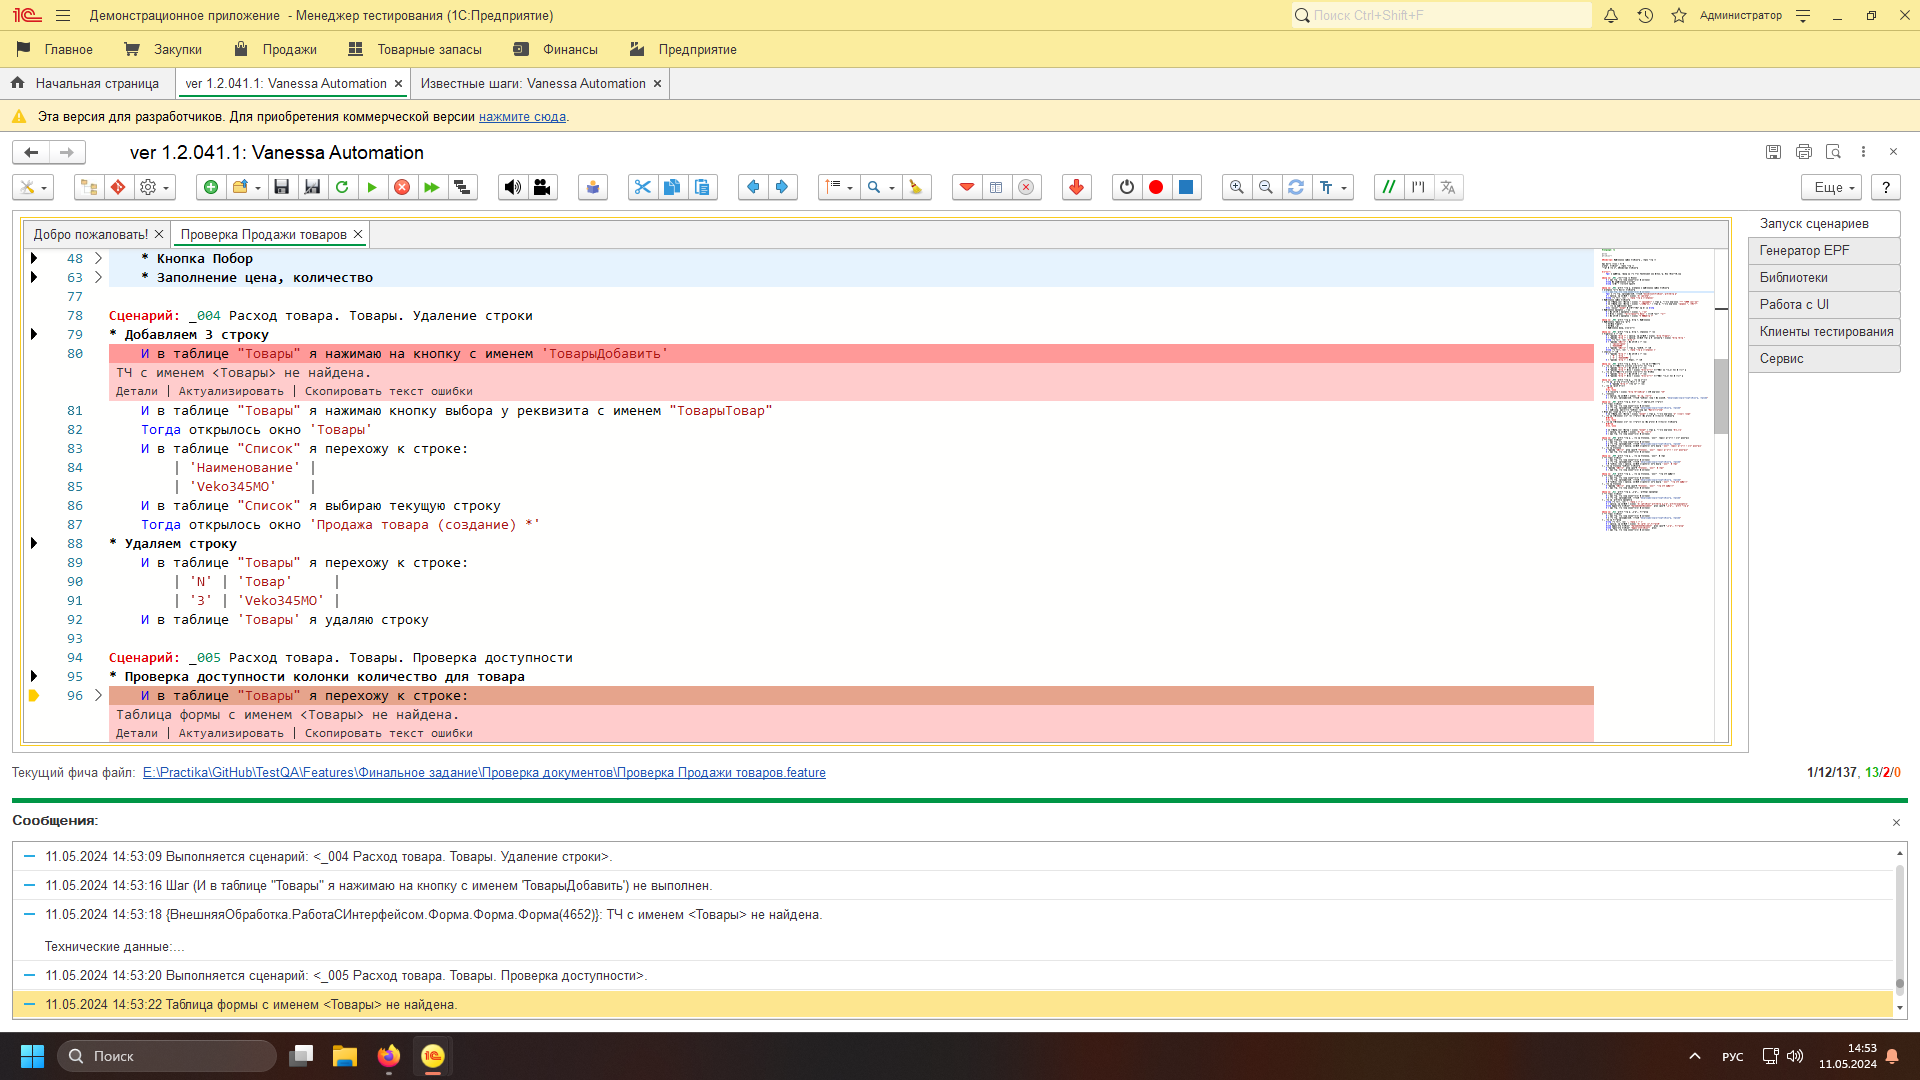 Демонстрационное приложение - Менеджер тестирования (1С:Предприятие)
Поиск Ctrl+Shift+F
Администратор
Главное
Закупки
Продажи
Товарные запасы
Финансы
Предприятие
Начальная страница
ver 1.2.041.1: Vanessa Automation ×
Известные шаги: Vanessa Automation ×
Эта версия для разработчиков. Для приобретения коммерческой версии нажмите сюда.
ver 1.2.041.1: Vanessa Automation
Еще
?
Добро пожаловать!
Проверка Продажи товаров
Запуск сценариев
Генератор EPF
Библиотеки
Работа с UI
Клиенты тестирования
Сервис
48 * Кнопка Побор
63 * Заполнение цена, количество
77
78 Сценарий: _004 Расход товара. Товары. Удаление строки
79 * Добавляем 3 строку
80 И в таблице "Товары" я нажимаю на кнопку с именем 'ТоварыДобавить'
ТЧ с именем <Товары> не найдена.
Детали | Актуализировать | Скопировать текст ошибки
81 И в таблице "Товары" я нажимаю кнопку выбора у реквизита с именем "ТоварыТовар"
82 Тогда открылось окно 'Товары'
83 И в таблице "Список" я перехожу к строке:
84 | 'Наименование' |
85 | 'Veko345MO' |
86 И в таблице "Список" я выбираю текущую строку
87 Тогда открылось окно 'Продажа товара (создание) *'
88 * Удаляем строку
89 И в таблице "Товары" я перехожу к строке:
90 | 'N' | 'Товар' |
91 | '3' | 'Veko345MO' |
92 И в таблице 'Товары' я удаляю строку
93
94 Сценарий: _005 Расход товара. Товары. Проверка доступности
95 * Проверка доступности колонки количество для товара
96 И в таблице "Товары" я перехожу к строке:
Таблица формы с именем <Товары> не найдена.
Детали | Актуализировать | Скопировать текст ошибки
Текущий фича файл: E:\Practika\GitHub\TestQA\Features\Финальное задание\Проверка документов\Проверка Продажи товаров.feature
1/12/137, 13/2/0
Сообщения:
11.05.2024 14:53:09 Выполняется сценарий: <_004 Расход товара. Товары. Удаление строки>.
11.05.2024 14:53:16 Шаг (И в таблице "Товары" я нажимаю на кнопку с именем 'ТоварыДобавить') не выполнен.
11.05.2024 14:53:18 {ВнешняяОбработка.РаботаСИнтерфейсом.Форма.Форма.Форма(4652)}: ТЧ с именем <Товары> не найдена.
Технические данные:...
11.05.2024 14:53:20 Выполняется сценарий: <_005 Расход товара. Товары. Проверка доступности>.
11.05.2024 14:53:22 Таблица формы с именем <Товары> не найдена.
Поиск
РУС
14:53
11.05.2024